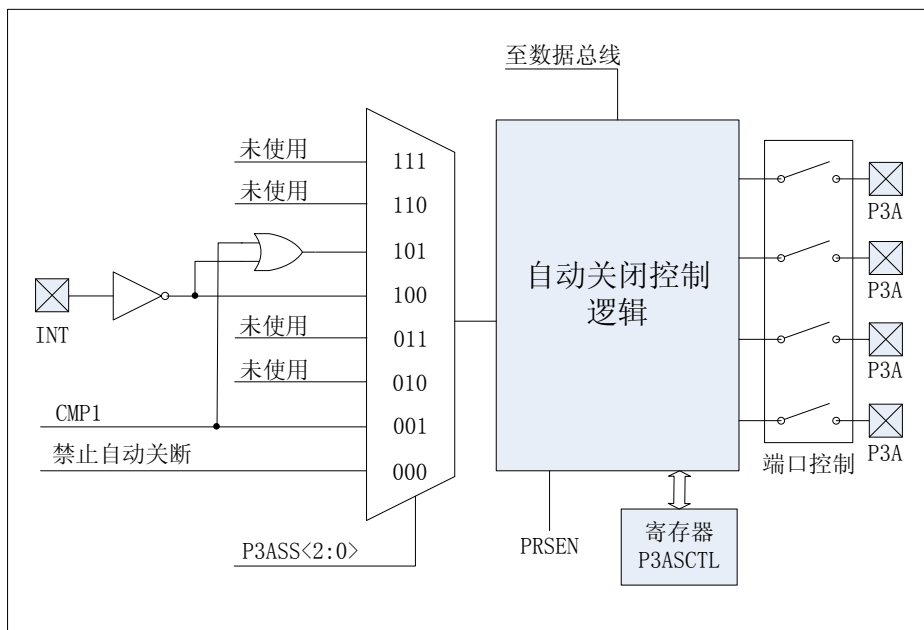 至数据总线
未使用
111
未使用
110
101
100
INT
未使用
011
未使用
010
CMP1
001
禁止自动关断
000
P3ASS<2:0>
自动关闭控制
逻辑
PRSEN
寄存器
P3ASCTL
端口控制
P3A
P3A
P3A
P3A